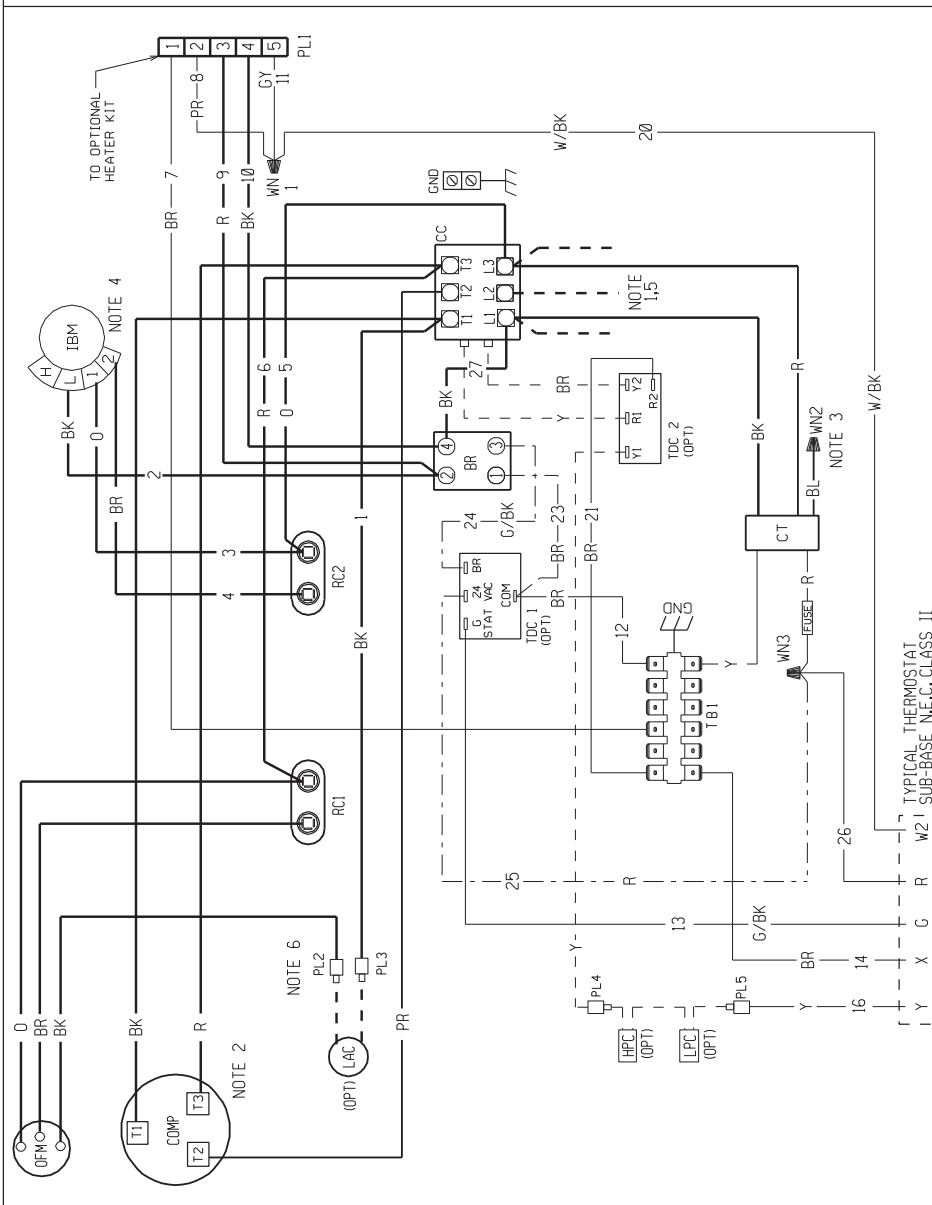 TO OPTIONAL
HEATER KIT
1
2
3
4
5
PL1
BR
7
PR
8
R
9
BK
10
GY
11
WN
1
W/BK
20
IBM
H
L
1
2
NOTE 4
BK
O
BR
2
3
4
RC2
R
6
O
5
GND
CC
T1
T2
T3
L1
L2
L3
NOTE
1,5
27
BK
4
2
3
1
BR
BR
Y
Y2
R1
Y1
R2
TDC 2
(OPT)
24
G/BK
23
BR
21
BR
BR
24
VAC
G
STAT
COM
TDC 1
(OPT)
BR
12
GND
TB1
Y
BK
R
WN2
NOTE 3
BL
CT
R
FUSE
WN3
W/BK
1
BK
RC1
O
BR
BK
OFM
BK
R
T1
T3
T2
COMP
NOTE 2
NOTE 6
PL2
PL3
LAC
(OPT)
PR
25
R
26
13
G/BK
BR
14
Y
PL4
HPC
(OPT)
LPC
(OPT)
PL5
Y
16
Y
X
G
R
W2
TYPICAL THERMOSTAT
SUB-BASE N.E.C. CLASS II